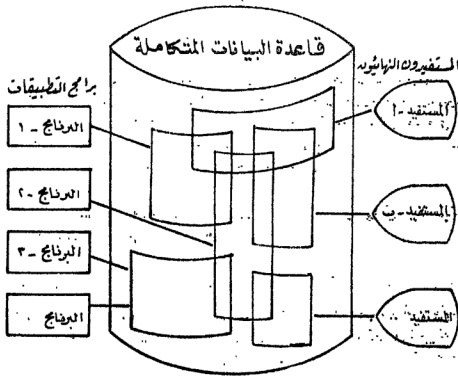 قاعدة البيانات المتكاملة
المستفيدون النهائيون
برامج التطبيقات
المستفيد - أ
البرنامج - ١
المستفيد - ب
البرنامج - ٢
البرنامج - ٣
المستفيد
البرنامج